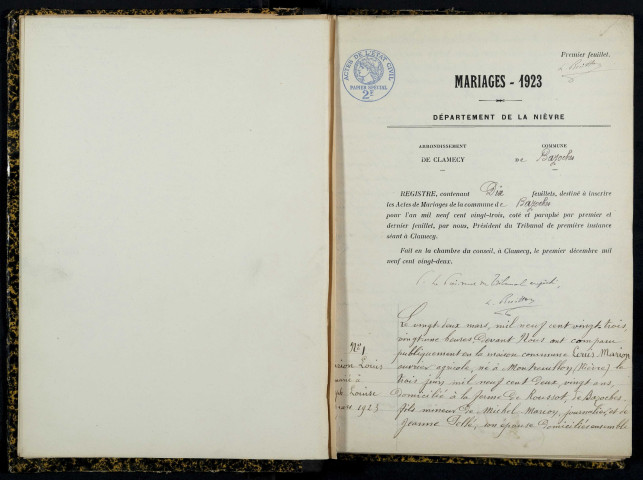 Premier feuillet.
ACTES DE L'ÉTAT CIVIL
PAPIER SPÉCIAL
2F
MARIAGES - 1923
DÉPARTEMENT DE LA NIÈVRE
ARRONDISSEMENT
DE CLAMECY
COMMUNE
DE Bazoches
REGISTRE, contenant Dix feuillets, destiné à inscrire
les Actes de Mariages de la commune de Bazoches
pour l'an mil neuf cent vingt-trois, coté et paraphé par premier et
dernier feuillet, par nous, Président du Tribunal de première instance
séant à Clamecy.
Fait en la chambre du conseil, à Clamecy, le premier décembre mil
neuf cent vingt-deux.
Le vingt deux mars, mil neuf cent vingt trois,
heures Devant Nous ont comparu
publiquement en la maison commune Louis Marion
ouvrier agricole, né à Montreuillon (Nièvre) le
trois juin mil neuf cent deux, vingt ans,
domicilié à la ferme de Roussot, de Bazoches
fils mineur de Michel et de
Jeanne son épouse domiciliés ensemble
N° 1
Louis
à
Louise
1923